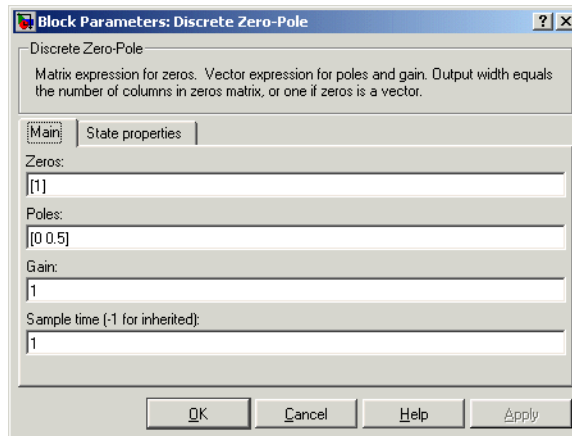 Block Parameters: Discrete Zero-Pole
Discrete Zero-Pole
Matrix expression for zeros. Vector expression for poles and gain. Output width equals
the number of columns in zeros matrix, or one if zeros is a vector.
Main State properties
Zeros:
[1]
Poles:
[0 0.5]
Gain:
1
Sample time (-1 for inherited):
1
OK Cancel Help Apply